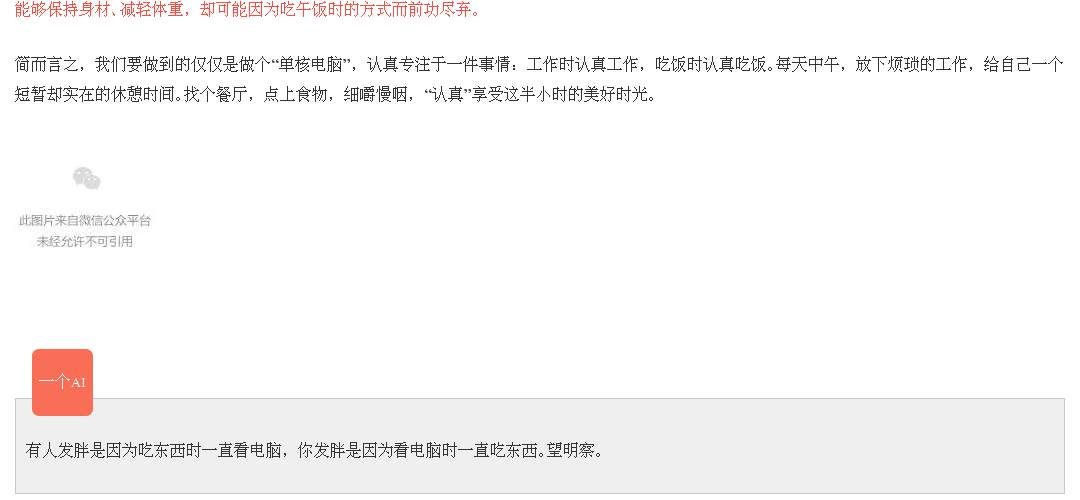 能够保持身材、减轻体重，却可能因为吃午饭时的方式而前功尽弃。
简而言之，我们要做到的仅仅是做个“单核电脑”，认真专注于一件事情：工作时认真工作，吃饭时认真吃饭。每天中午，放下烦琐的工作，给自己一个
短暂却实在的休憩时间。找个餐厅，点上食物，细嚼慢咽，“认真”享受这半小时的美好时光。
此图片来自微信公众平台
未经允许不可引用
一个AI
有人发胖是因为吃东西时一直看电脑，你发胖是因为看电脑时一直吃东西。望明察。